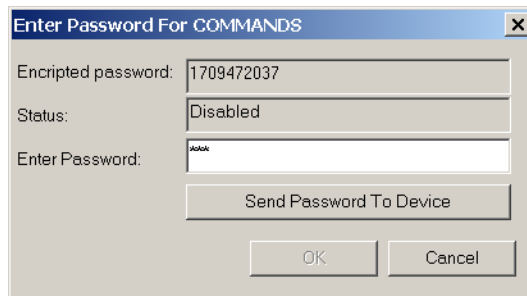 Enter Password For COMMANDS
Encripted password: 1709472037
Status: Disabled
Enter Password: ****
Send Password To Device
OK Cancel